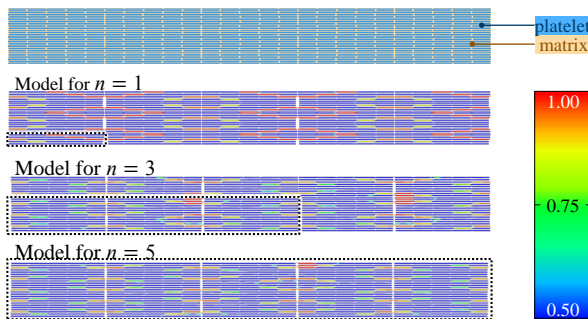 platelet
matrix
Model for n = 1
Model for n = 3
Model for n = 5
1.00
0.75
0.50